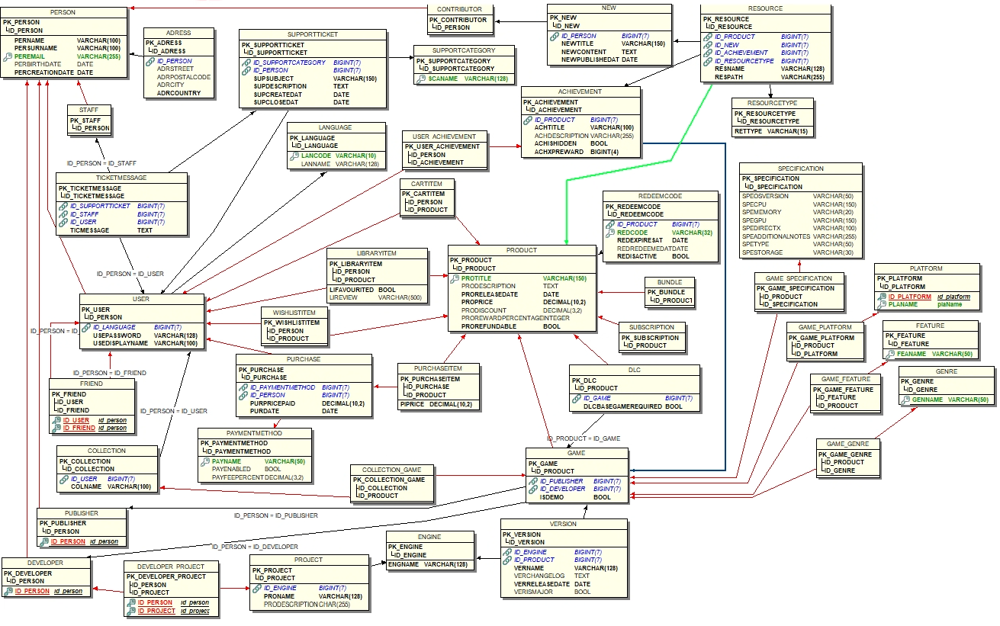 PERSON
PK_PERSON
ID_PERSON
PERNAME VARCHAR(100)
PERSURNAME VARCHAR(100)
PEREMAIL VARCHAR(255)
PERBIRTHDATE DATE
PERCREATIONDATE DATE
ADRESS
PK_ADRESS
ID_ADRESS
ID_PERSON
ADRSTREET
ADRPOSTALCODE
ADRCITY
ADRCOUNTRY
SUPPORTTICKET
PK_SUPPORTTICKET
ID_SUPPORTTICKET
ID_SUPPORTCATEGORY BIGINT(7)
ID_PERSON BIGINT(7)
SUPSUBJECT VARCHAR(150)
SUPDESCRIPTION TEXT
SUPCREATEDAT DATE
SUPCLOSEDAT DATE
CONTRIBUTOR
PK_CONTRIBUTOR
ID_PERSON
SUPPORTCATEGORY
PK_SUPPORTCATEGORY
ID_SUPPORTCATEGORY
SCANAME VARCHAR(128)
NEW
PK_NEW
ID_NEW
ID_PERSON BIGINT(7)
NEWTITLE VARCHAR(150)
NEWCONTENT TEXT
NEWPUBLISHEDAT DATE
RESOURCE
PK_RESOURCE
ID_RESOURCE
ID_PRODUCT BIGINT(7)
ID_NEW BIGINT(7)
ID_ACHIEVEMENT BIGINT(7)
ID_RESOURCETYPE BIGINT(7)
RESNAME VARCHAR(128)
RESPATH VARCHAR(255)
ACHIEVEMENT
PK_ACHIEVEMENT
ID_ACHIEVEMENT
ID_PRODUCT BIGINT(7)
ACHTITLE VARCHAR(100)
ACHDESCRIPTION VARCHAR(255)
ACHISHIDDEN BOOL
ACHXPREWARD BIGINT(4)
RESOURCETYPE
PK_RESOURCETYPE
ID_RESOURCETYPE
RETTYPE VARCHAR(15)
STAFF
PK_STAFF
ID_PERSON
ID_PERSON = ID_STAFF
LANGUAGE
PK_LANGUAGE
ID_LANGUAGE
LANCODE VARCHAR(10)
LANNAME VARCHAR(128)
USER ACHIEVEMENT
PK_USER_ACHIEVEMENT
ID_PERSON
ID_ACHIEVEMENT
TICKETMESSAGE
PK_TICKETMESSAGE
ID_TICKETMESSAGE
ID_SUPPORTTICKET BIGINT(7)
ID_STAFF BIGINT(7)
ID_USER BIGINT(7)
TICMESSAGE TEXT
ID_PERSON = ID_USER
CARTITEM
PK_CARTITEM
ID_PERSON
ID_PRODUCT
REDEEMCODE
PK_REDEEMCODE
ID_REDEEMCODE
ID_PRODUCT BIGINT(7)
REDCODE VARCHAR(32)
REDEXPIRESAT DATE
REDREDEEMEDATDATE
REDISACTIVE BOOL
SPECIFICATION
PK_SPECIFICATION
ID_SPECIFICATION
SPEOSVERSION VARCHAR(50)
SPECPU VARCHAR(150)
SPEMEMORY VARCHAR(20)
SPEGPU VARCHAR(150)
SPEDIRECTX VARCHAR(100)
SPEADDITIONALNOTES VARCHAR(255)
SPETYPE VARCHAR(50)
SPESTORAGE VARCHAR(30)
LIBRARYITEM
PK_LIBRARYITEM
ID_PERSON
ID_PRODUCT
LIFAVOURITED BOOL
LIREVIEW VARCHAR(500)
PRODUCT
PK_PRODUCT
ID_PRODUCT
PROTITLE VARCHAR(150)
PRODESCRIPTION TEXT
PRORELEASEDATE DATE
PROPRICE DECIMAL(10,2)
PRODISCOUNT DECIMAL(3,2)
PROREWARDPERCENTAGEINTEGER
PROREFUNDABLE BOOL
BUNDLE
PK_BUNDLE
ID_PRODUCT
GAME SPECIFICATION
PK_GAME_SPECIFICATION
ID_PRODUCT
ID_SPECIFICATION
PLATFORM
PK_PLATFORM
ID_PLATFORM
ID_PLATFORM id_platform
PLANAME plaName
USER
PK_USER
ID_PERSON
ID_LANGUAGE BIGINT(7)
USEPASSWORD VARCHAR(128)
USEDISPLAYNAME VARCHAR(100)
ID_PERSON = ID_
WISHLISTITEM
PK_WISHLISTITEM
ID_PERSON
ID_PRODUCT
SUBSCRIPTION
PK_SUBSCRIPTION
ID_PRODUCT
GAME_PLATFORM
PK_GAME_PLATFORM
ID_PRODUCT
ID_PLATFORM
FEATURE
PK_FEATURE
ID_FEATURE
FEANAME VARCHAR(50)
ID_PERSON = ID_FRIEND
FRIEND
PK_FRIEND
ID_USER
ID_FRIEND
ID_USER id_person
ID_FRIEND id_person
ID_PERSON = ID_USER
PURCHASE
PK_PURCHASE
ID_PURCHASE
ID_PAYMENTMETHOD BIGINT(7)
ID_PERSON BIGINT(7)
PURPRICEPAID DECIMAL(10,2)
PURDATE DATE
PURCHASEITEM
PK_PURCHASEITEM
ID_PURCHASE
ID_PRODUCT
PIPRICE DECIMAL(10,2)
DLC
PK_DLC
ID_PRODUCT
ID_GAME BIGINT(7)
DLCBASEGAMEREQUIRED BOOL
GAME_FEATURE
PK_GAME_FEATURE
ID_FEATURE
ID_PRODUCT
GENRE
PK_GENRE
ID_GENRE
GENNAME VARCHAR(50)
PAYMENTMETHOD
PK_PAYMENTMETHOD
ID_PAYMENTMETHOD
PAYNAME VARCHAR(50)
PAYENABLED BOOL
PAYFEEPERCENT DECIMAL(3,2)
ID_PRODUCT = ID_GAME
GAME_GENRE
PK_GAME_GENRE
ID_PRODUCT
ID_GENRE
COLLECTION
PK_COLLECTION
ID_COLLECTION
ID_USER BIGINT(7)
COLNAME VARCHAR(100)
COLLECTION_GAME
PK_COLLECTION_GAME
ID_COLLECTION
ID_PRODUCT
GAME
PK_GAME
ID_PRODUCT
ID_PUBLISHER BIGINT(7)
ID_DEVELOPER BIGINT(7)
ISDEMO BOOL
PUBLISHER
PK_PUBLISHER
ID_PERSON
ID_PERSON id_person
ID_PERSON = ID_PUBLISHER
ID_PERSON = ID_DEVELOPER
VERSION
PK_VERSION
ID_VERSION
ID_ENGINE BIGINT(7)
ID_PRODUCT BIGINT(7)
VERNAME VARCHAR(128)
VERCHANGELOG TEXT
VERRELEASEDATE DATE
VERISMAJOR BOOL
ENGINE
PK_ENGINE
ID_ENGINE
ENGNAME VARCHAR(128)
DEVELOPER
PK_DEVELOPER
ID_PERSON
ID_PERSON id_person
DEVELOPER PROJECT
PK_DEVELOPER_PROJECT
ID_PERSON
ID_PROJECT
ID_PERSON id_person
ID_PROJECT id_project
PROJECT
PK_PROJECT
ID_PROJECT
ID_ENGINE BIGINT(7)
PRONAME VARCHAR(128)
PRODESCRIPTION CHAR(255)